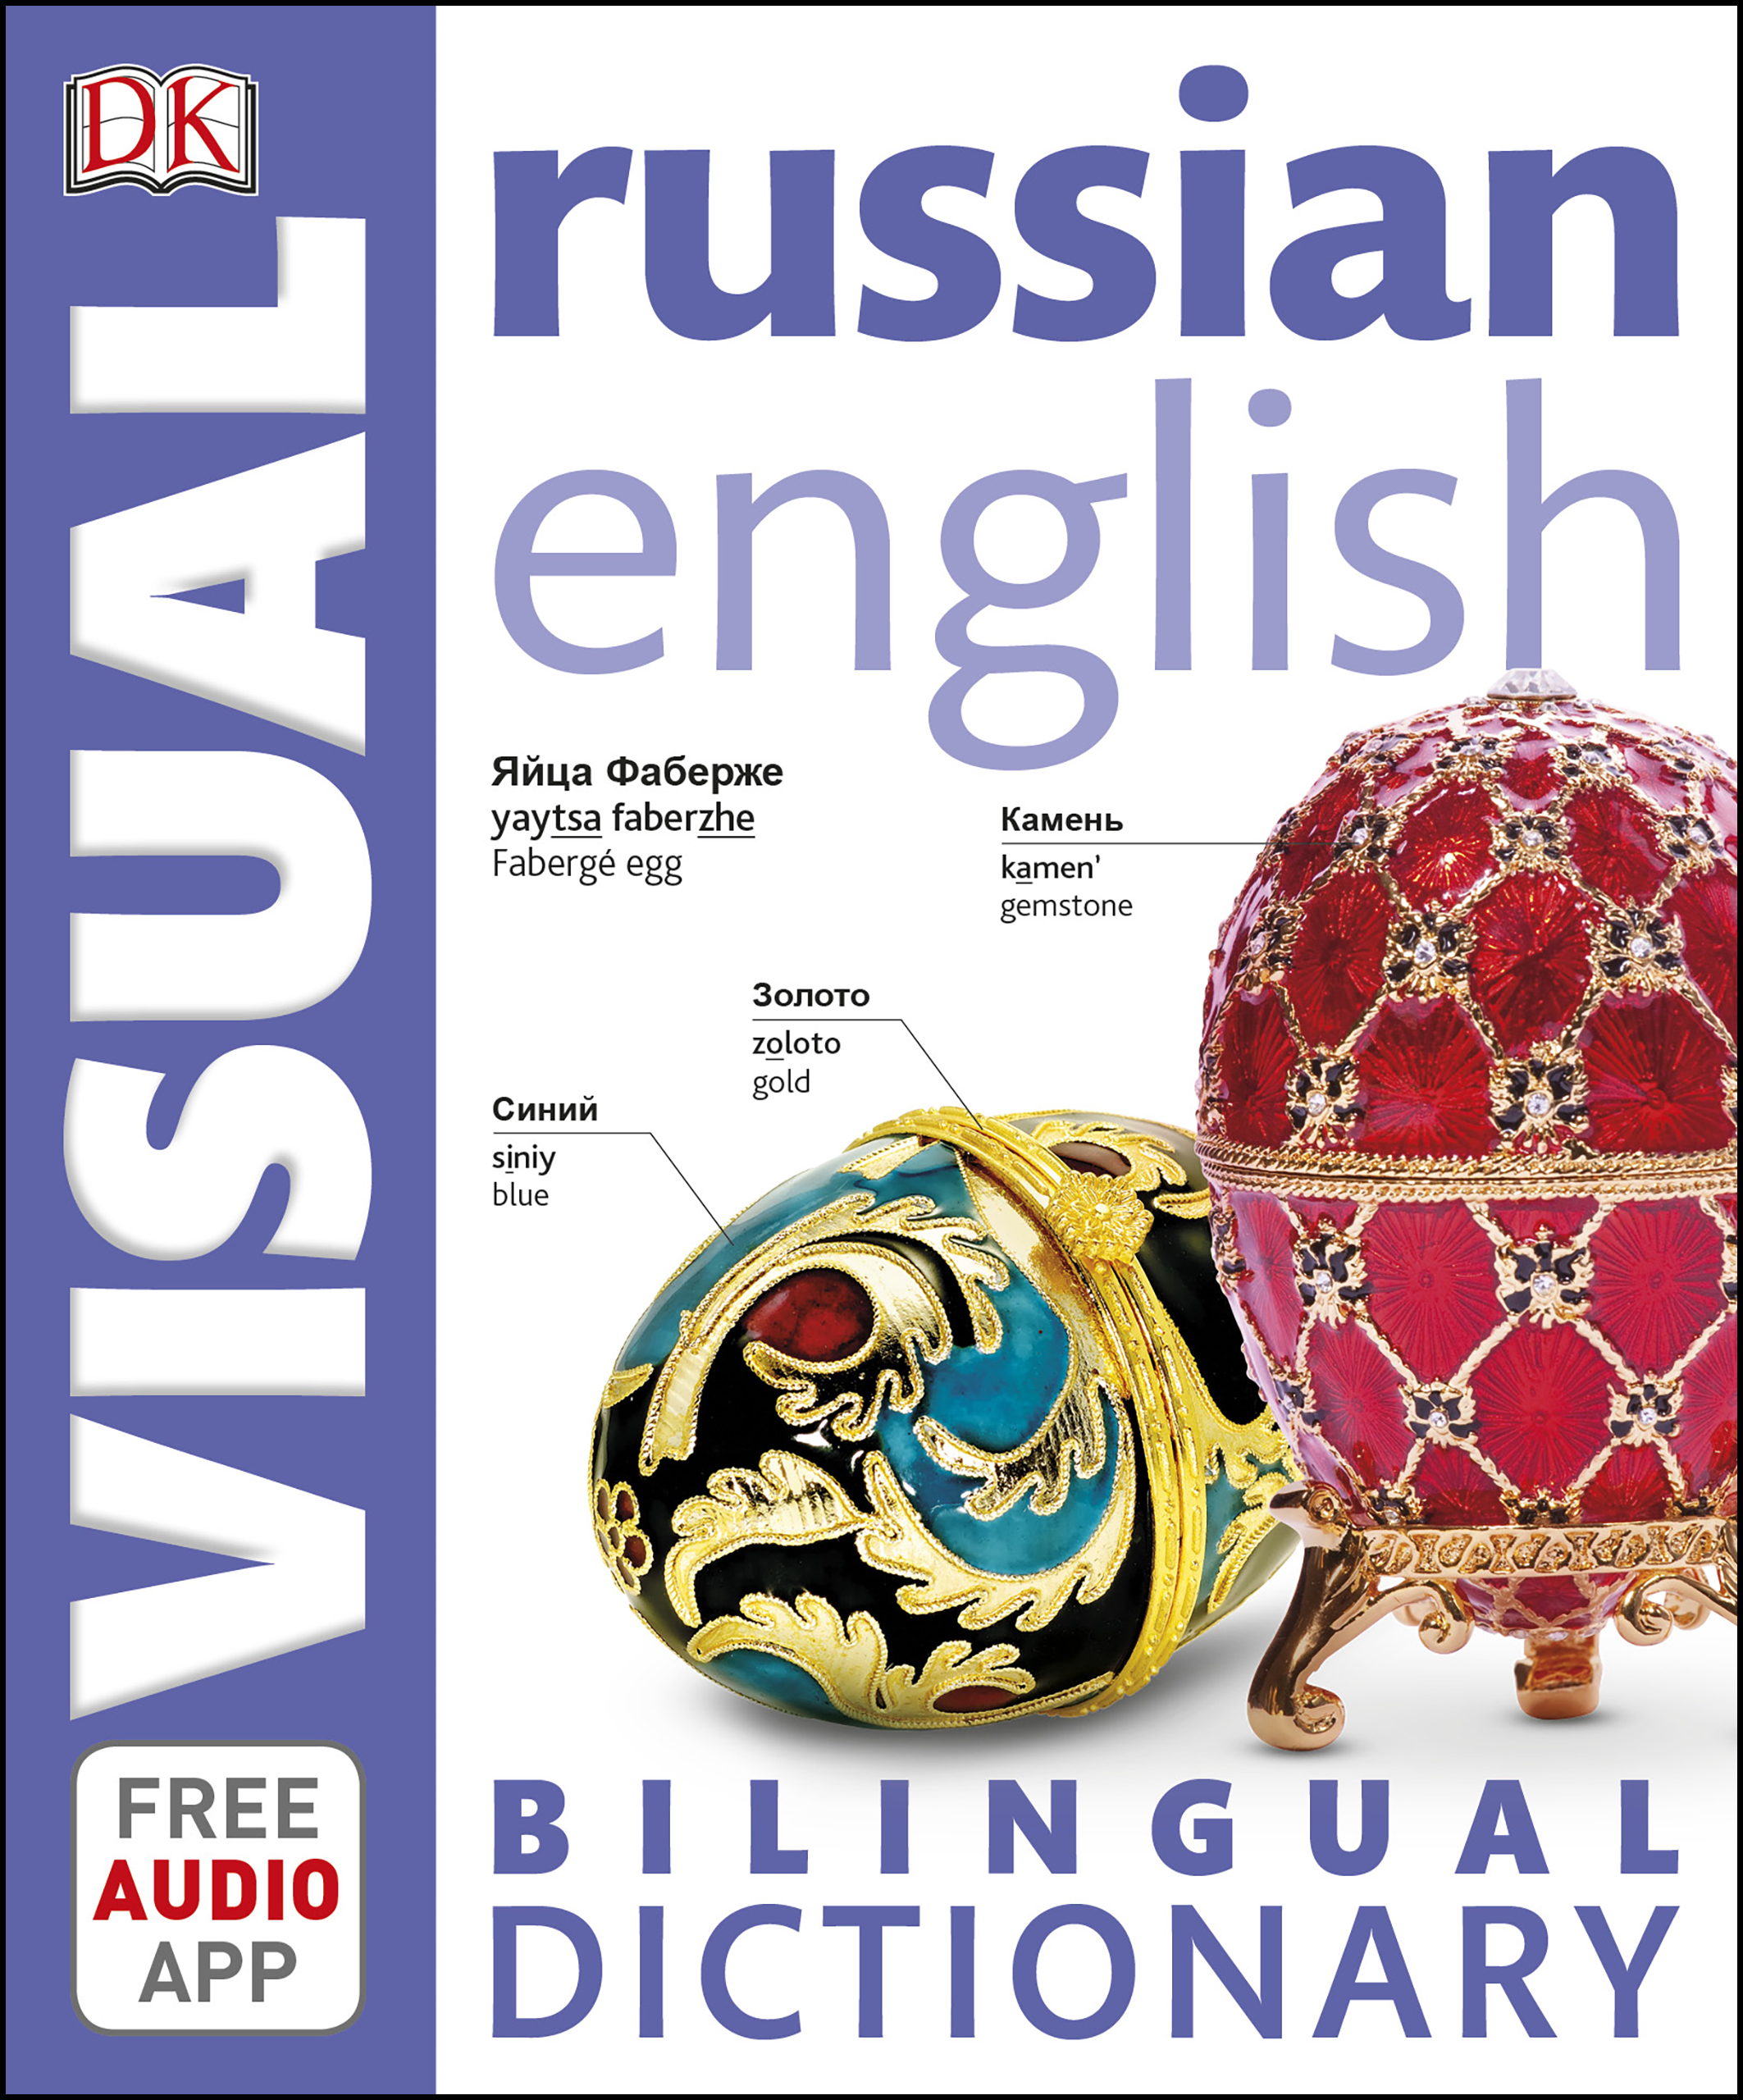 DK
VISUAL
russian
english
Яйца Фаберже
yaytsa faberzhe
Fabergé egg
Камень
kamen’
gemstone
Золото
zoloto
gold
Синий
siniy
blue
FREE
AUDIO
APP
BILINGUAL
DICTIONARY